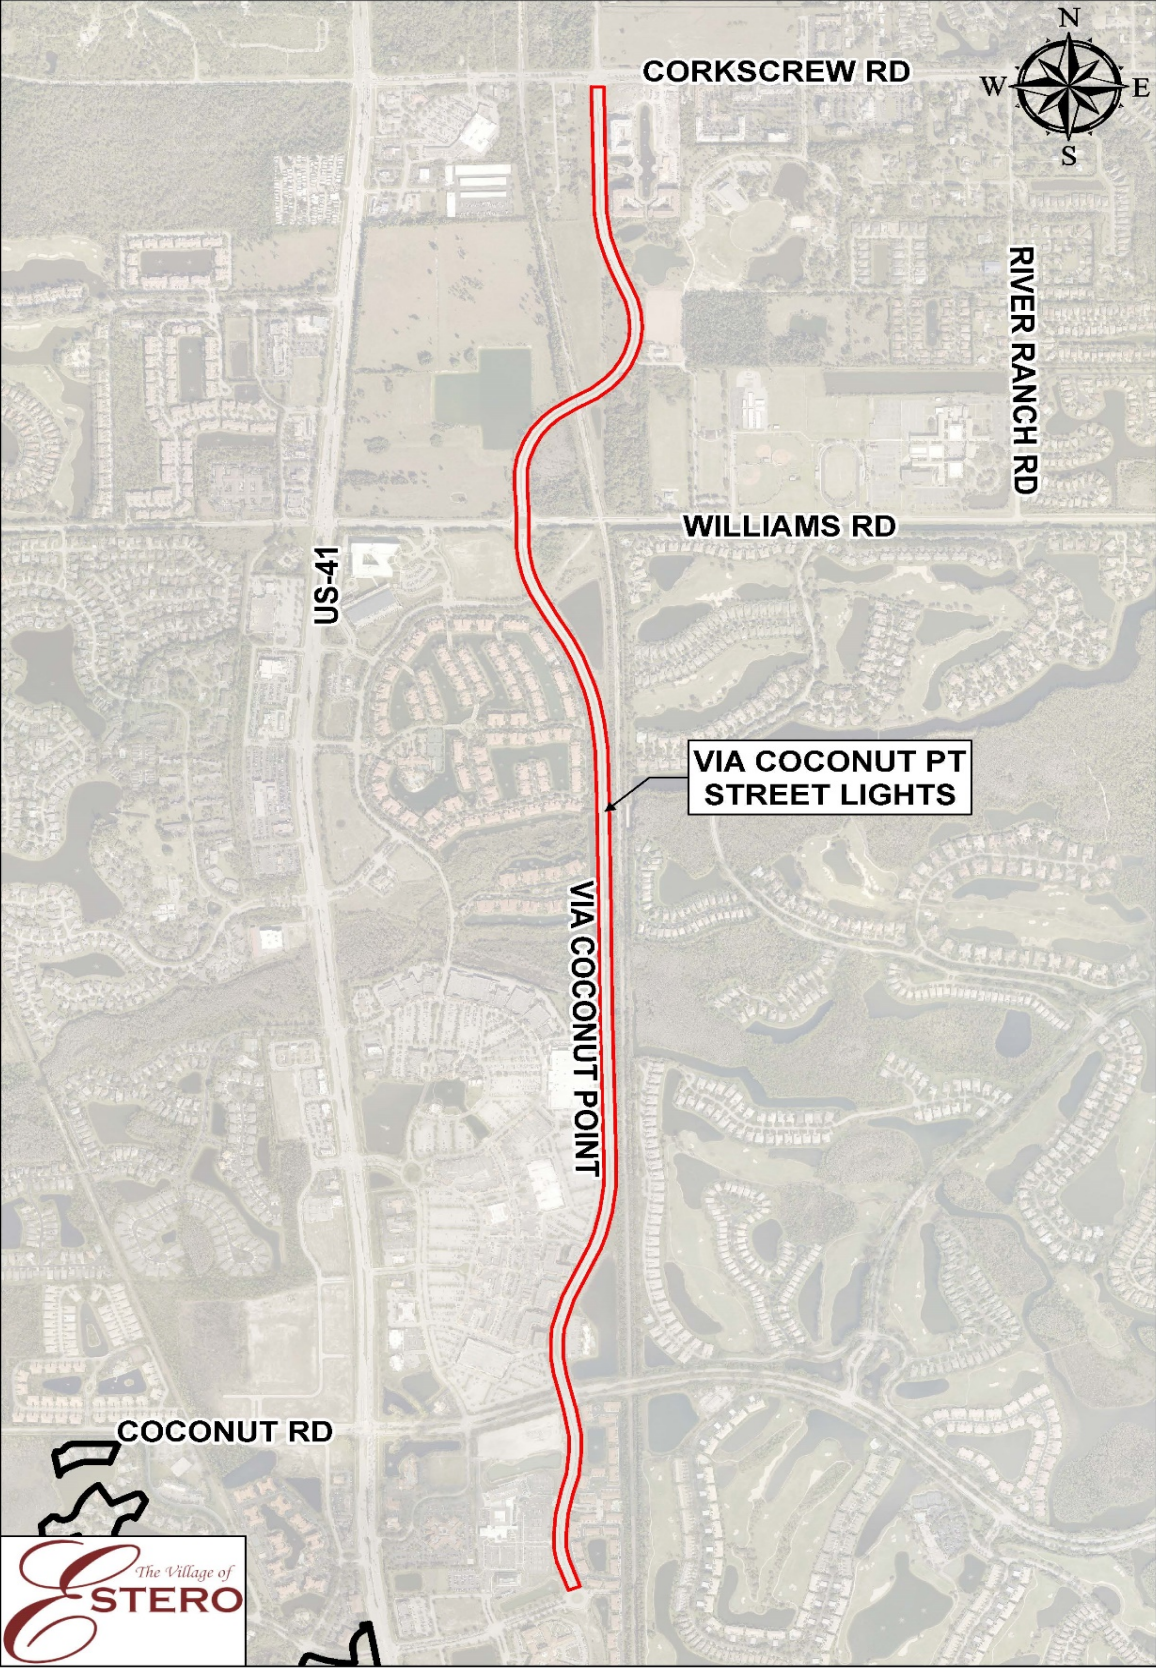 N
CORKSCREW RD
W
E
S
RIVER RANCH RD
WILLIAMS RD
US-41
VIA COCONUT PT
STREET LIGHTS
VIA COCONUT POINT
COCONUT RD
The Village of
ESTERO